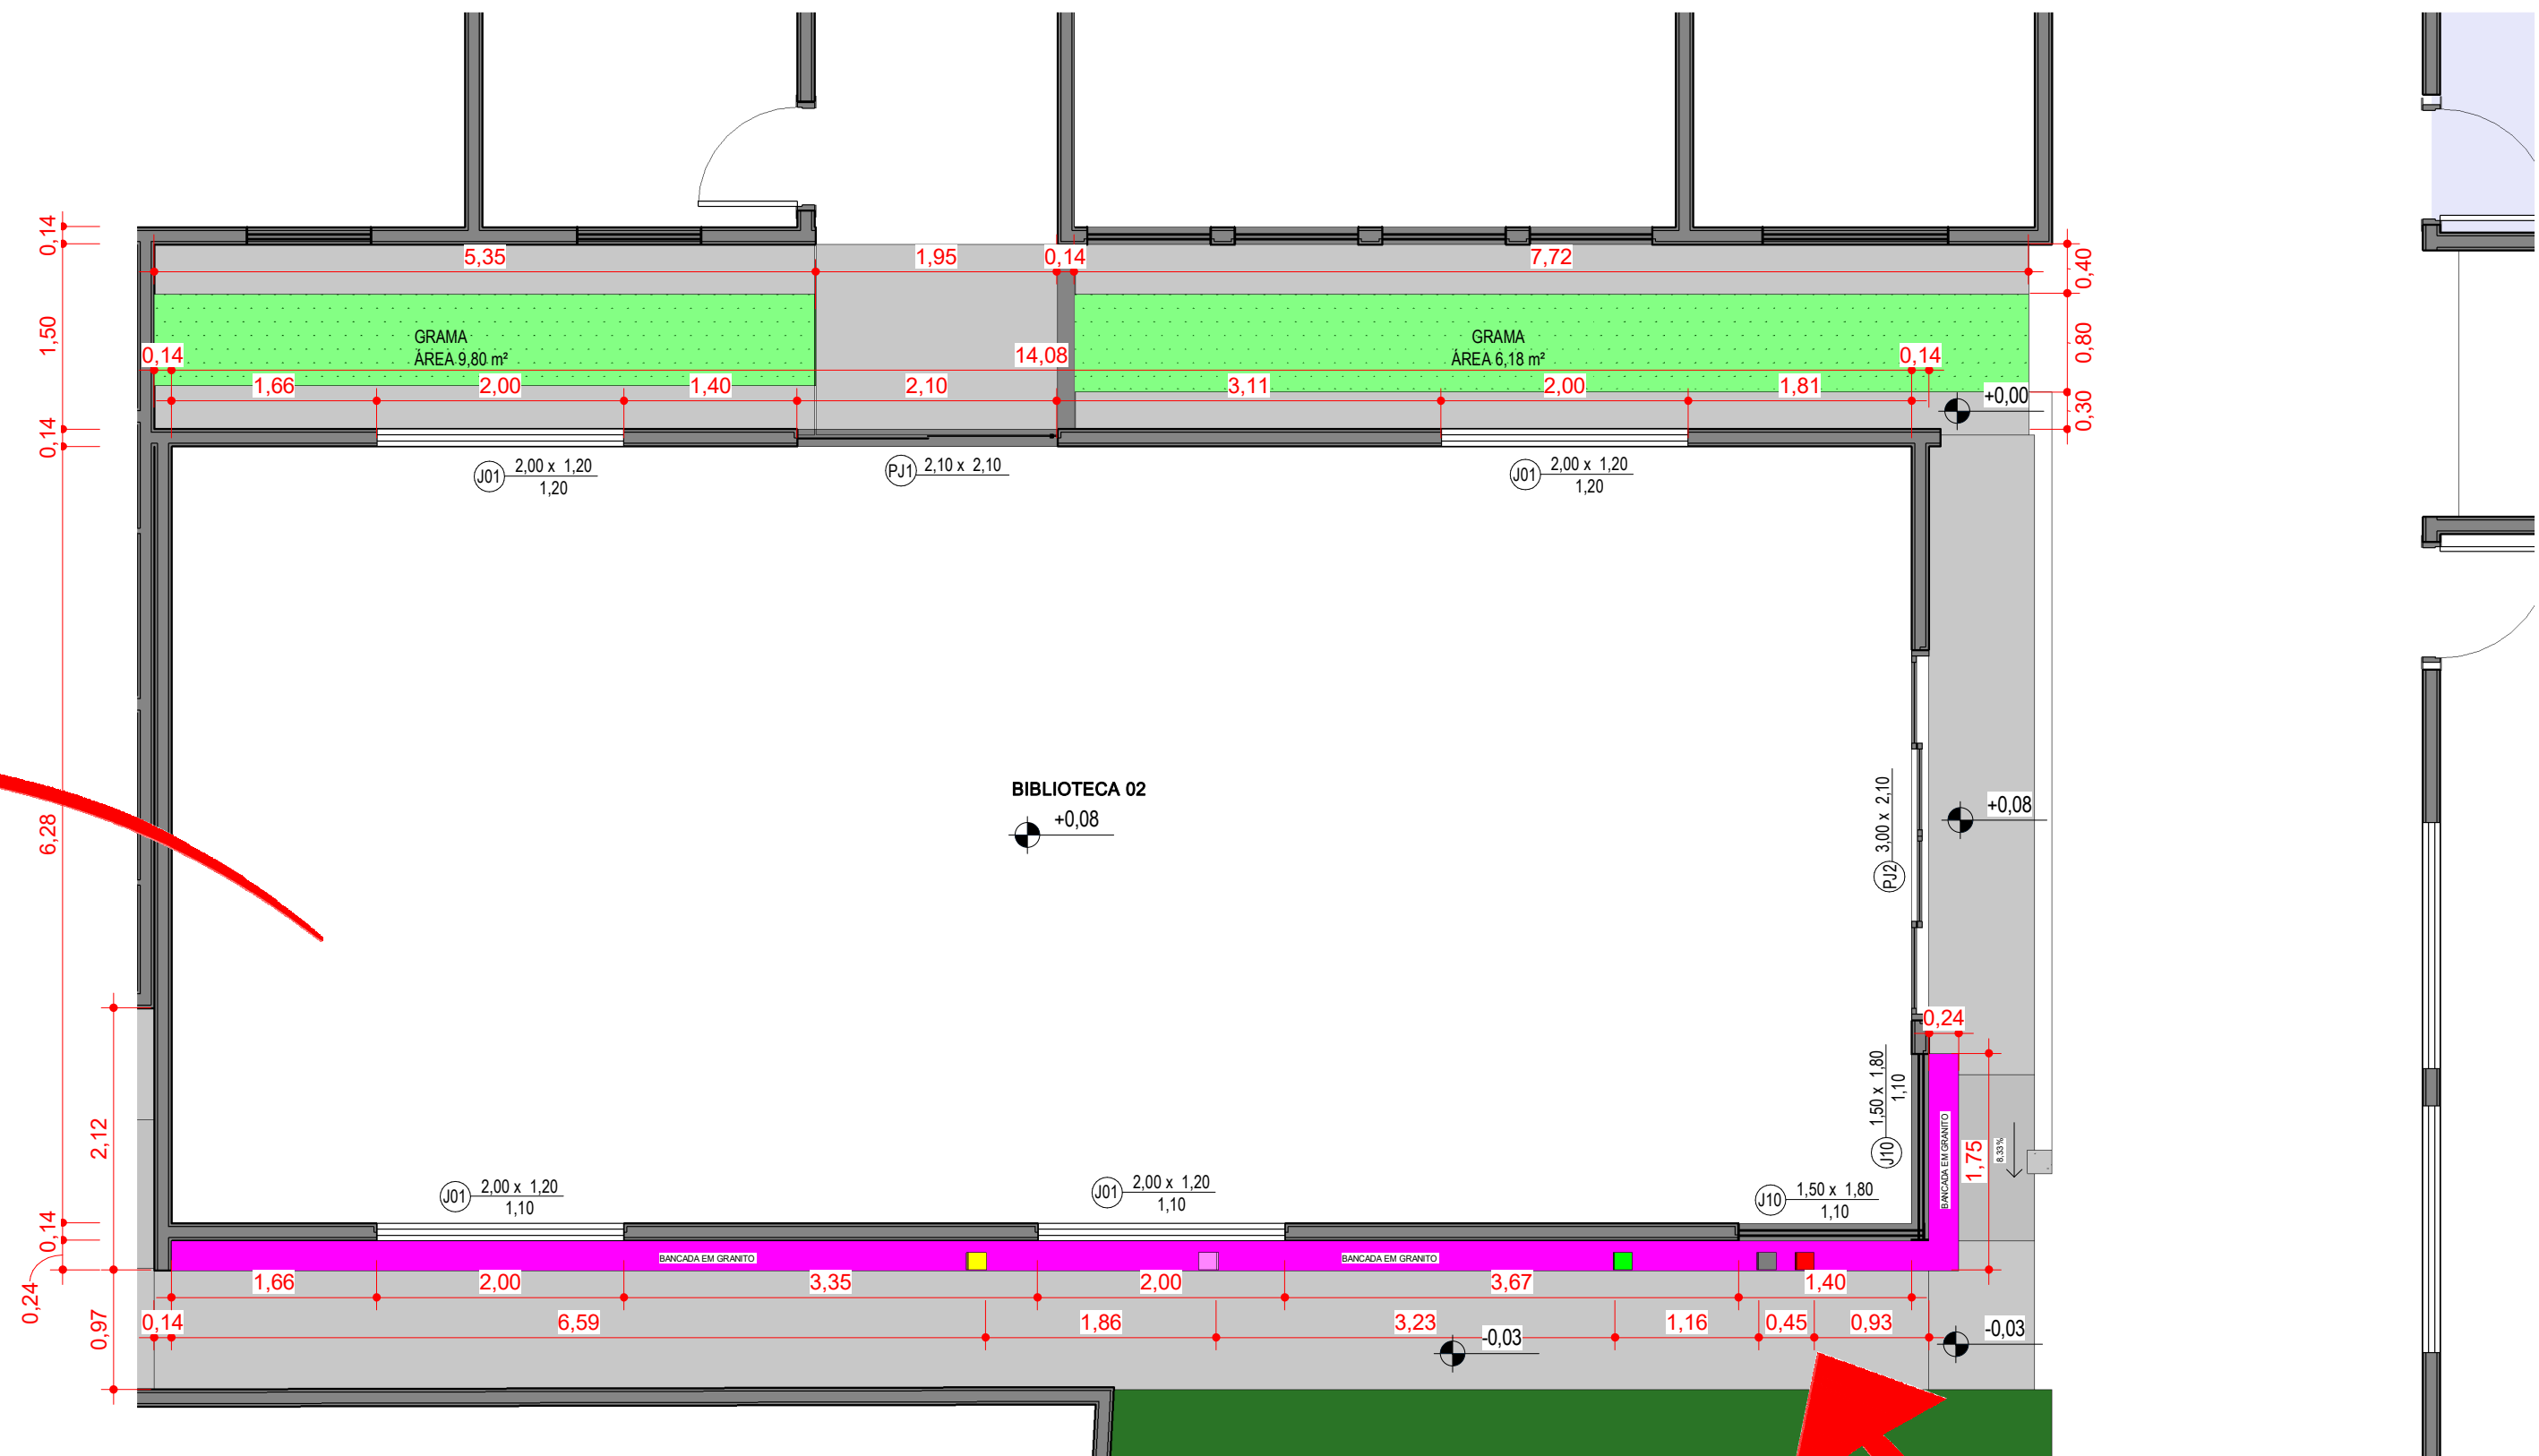 0,14
5,35
1,95
0,14
7,72
0,40
1,50
GRAMA
ÁREA 9,80 m²
GRAMA
ÁREA 6,18 m²
0,80
0,14
14,08
0,14
1,66
2,00
1,40
2,10
3,11
2,00
1,81
+0,00
0,30
0,14
J01
2,00 x 1,20
1,20
PJ1
2,10 x 2,10
J01
2,00 x 1,20
1,20
BIBLIOTECA 02
+0,08
6,28
PJ2
3,00 x 2,10
+0,08
0,24
J10
1,50 x 1,80
1,10
2,12
BANCADA EM GRANITO
1,75
8,33%
J01
2,00 x 1,20
1,10
J01
2,00 x 1,20
1,10
J10
1,50 x 1,80
1,10
0,14
BANCADA EM GRANITO
BANCADA EM GRANITO
0,24
1,66
2,00
3,35
2,00
3,67
1,40
0,97
0,14
6,59
1,86
3,23
1,16
0,45
0,93
-0,03
-0,03